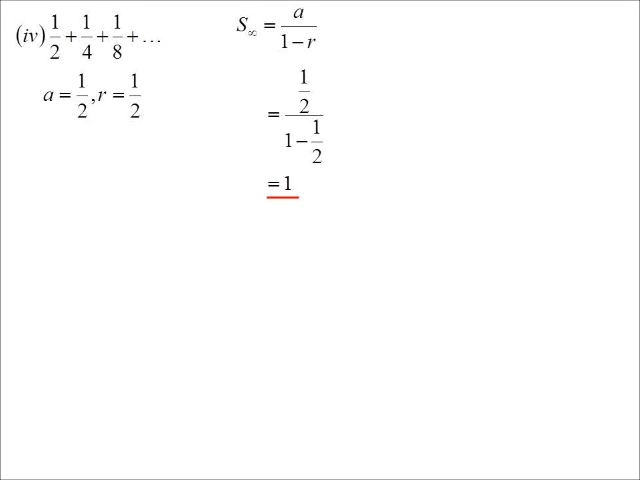 (iv) 1/2 + 1/4 + 1/8 + …
a = 1/2, r = 1/2
S∞ = a/(1 − r)
= (1/2)/(1 − 1/2)
= 1